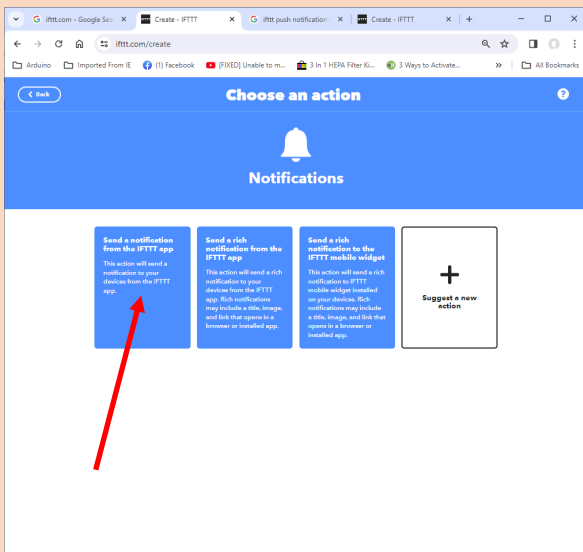 ifttt.com - Google Sea
Create - IFTTT
ifttt push notification
Create - IFTTT
ifttt.com/create
Arduino
Imported From IE
(1) Facebook
[FIXED] Unable to m...
3 In 1 HEPA Filter Ki...
3 Ways to Activate...
»
All Bookmarks
< Back
Choose an action
?
Notifications
Send a notification
from the IFTTT app
This action will send a
notification to your
devices from the IFTTT
app.
Send a rich
notification from the
IFTTT app
This action will send a rich
notification to your
devices from the IFTTT
app. Rich notifications
may include a title, image,
and link that opens in a
browser or installed app.
Send a rich
notification to the
IFTTT mobile widget
This action will send a rich
notification to IFTTT
mobile widget installed
on your devices. Rich
notifications may include
a title, image, and link that
opens in a browser or
installed app.
Suggest a new
action